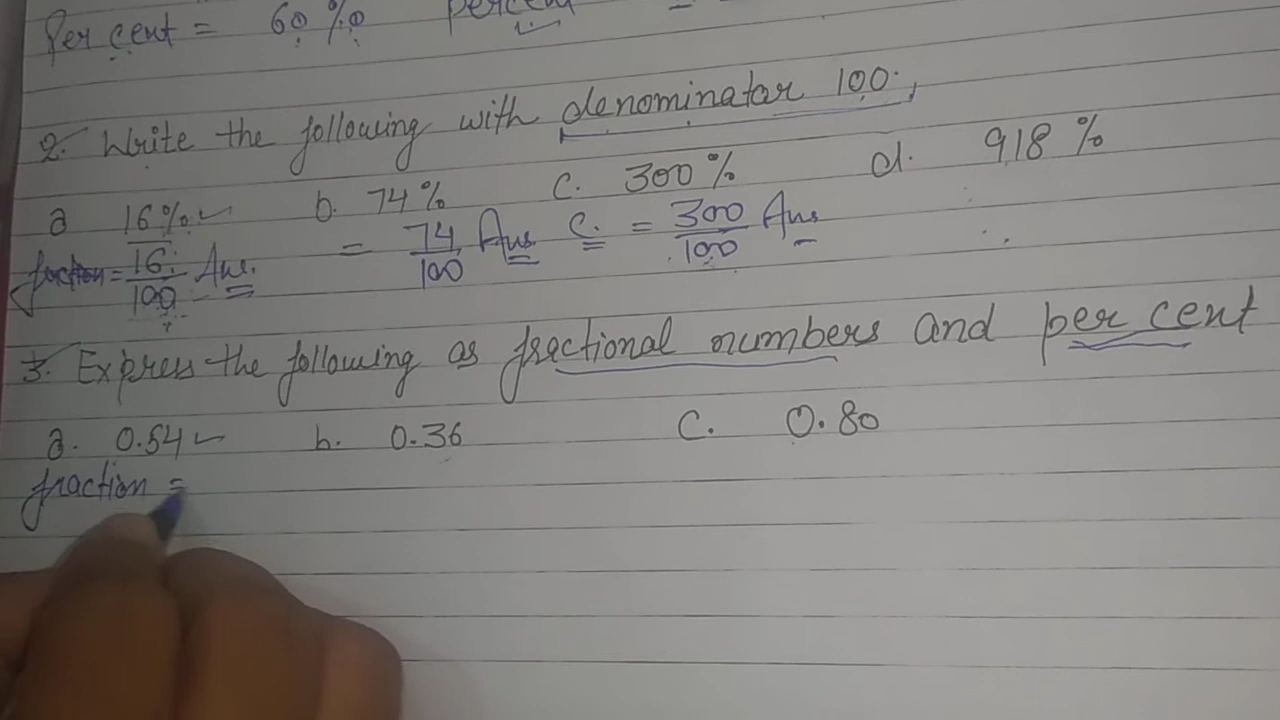 Per cent = 60% Percent =
2. Write the following with denominatar 100.
a 16% b. 74% c. 300% d. 918%
fraction = 16/100 Ans. = 74/100 Ans c. = 300/100 Ans
3. Express the following as fractional numbers and per cent
a. 0.54 b. 0.36 c. 0.80
fraction =